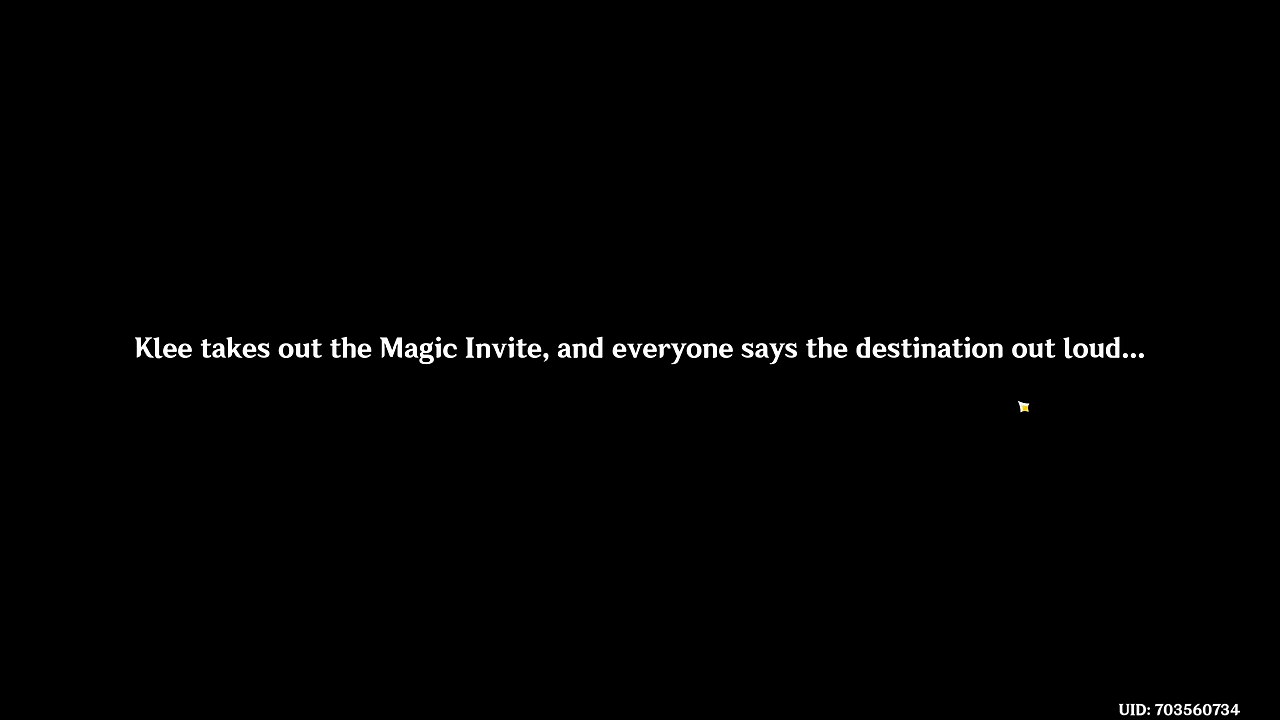 Klee takes out the Magic Invite, and everyone says the destination out loud...
UID: 703560734